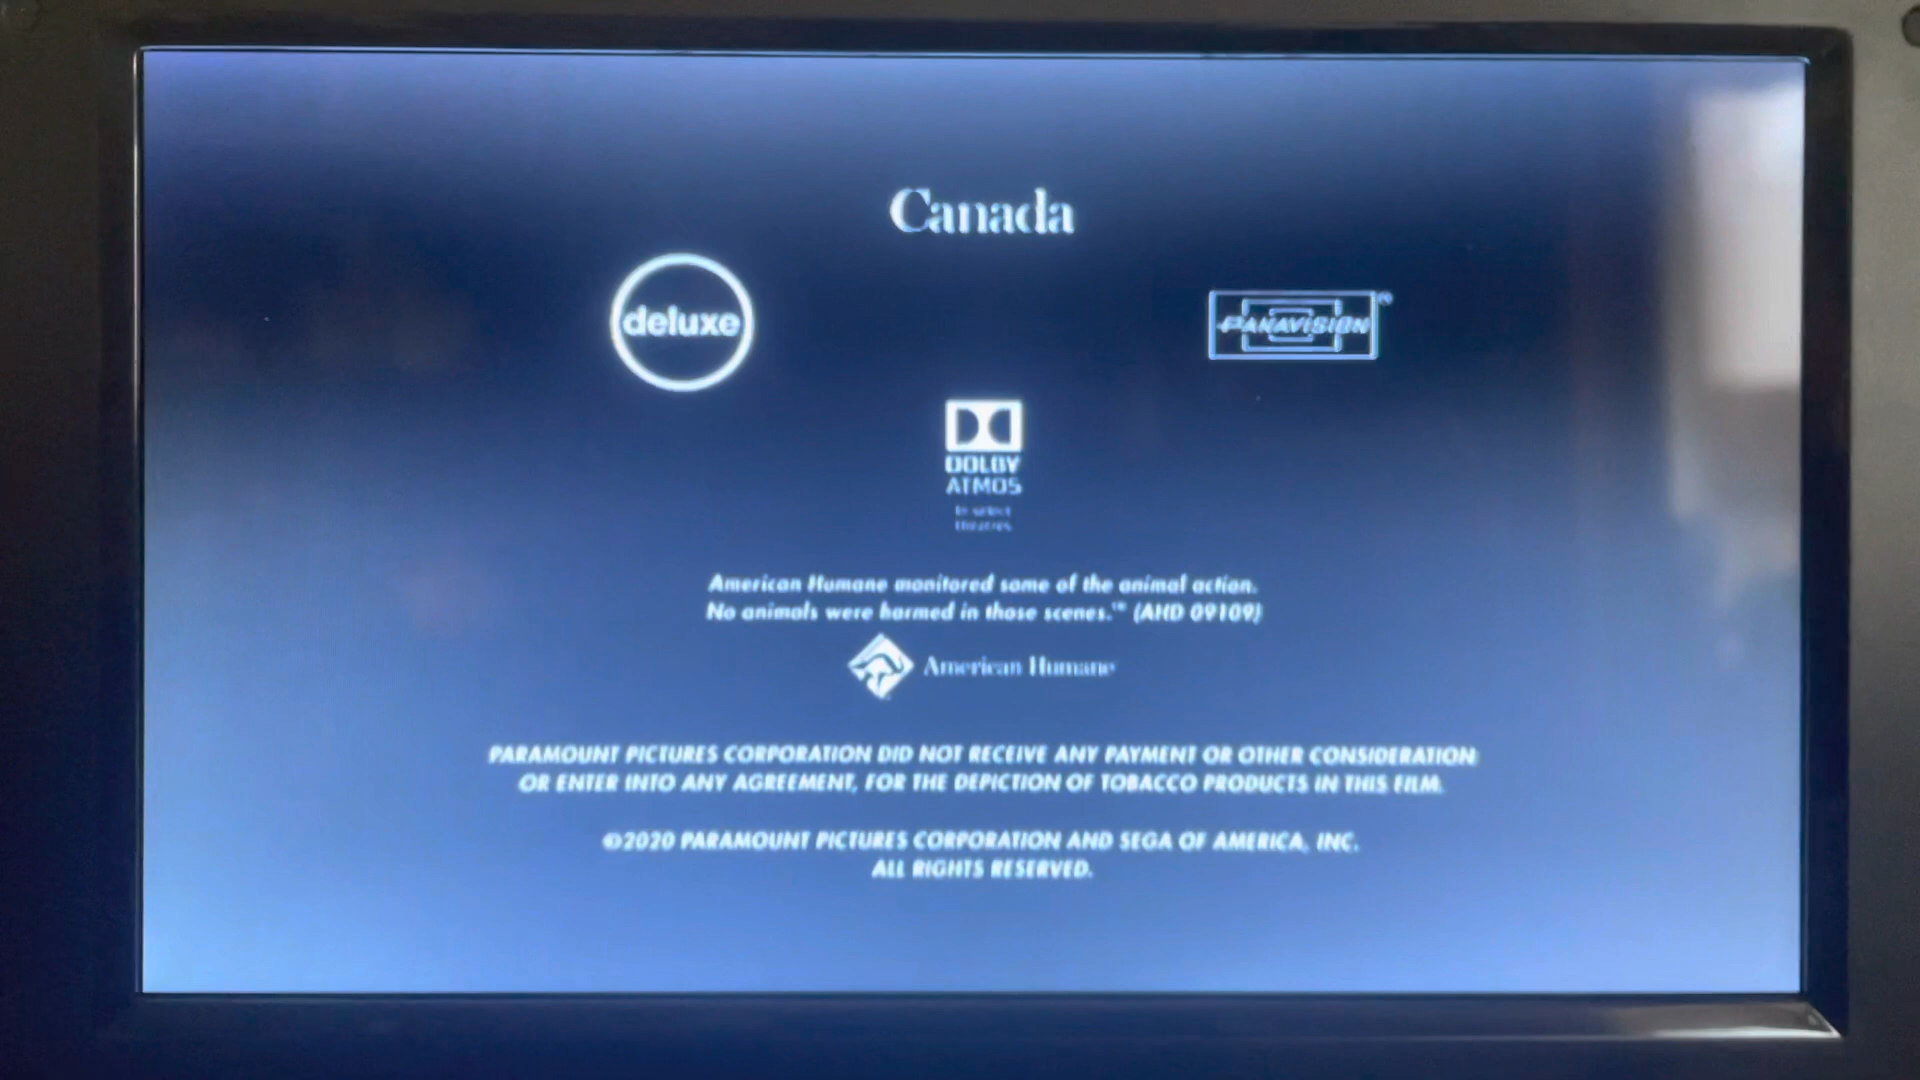 Canada
deluxe
PANAVISION®
DOLBY
ATMOS
In select
theatres
American Humane monitored some of the animal action.
No animals were harmed in those scenes.™ (AHD 09109)
American Humane
PARAMOUNT PICTURES CORPORATION DID NOT RECEIVE ANY PAYMENT OR OTHER CONSIDERATION
OR ENTER INTO ANY AGREEMENT, FOR THE DEPICTION OF TOBACCO PRODUCTS IN THIS FILM.
©2020 PARAMOUNT PICTURES CORPORATION AND SEGA OF AMERICA, INC.
ALL RIGHTS RESERVED.